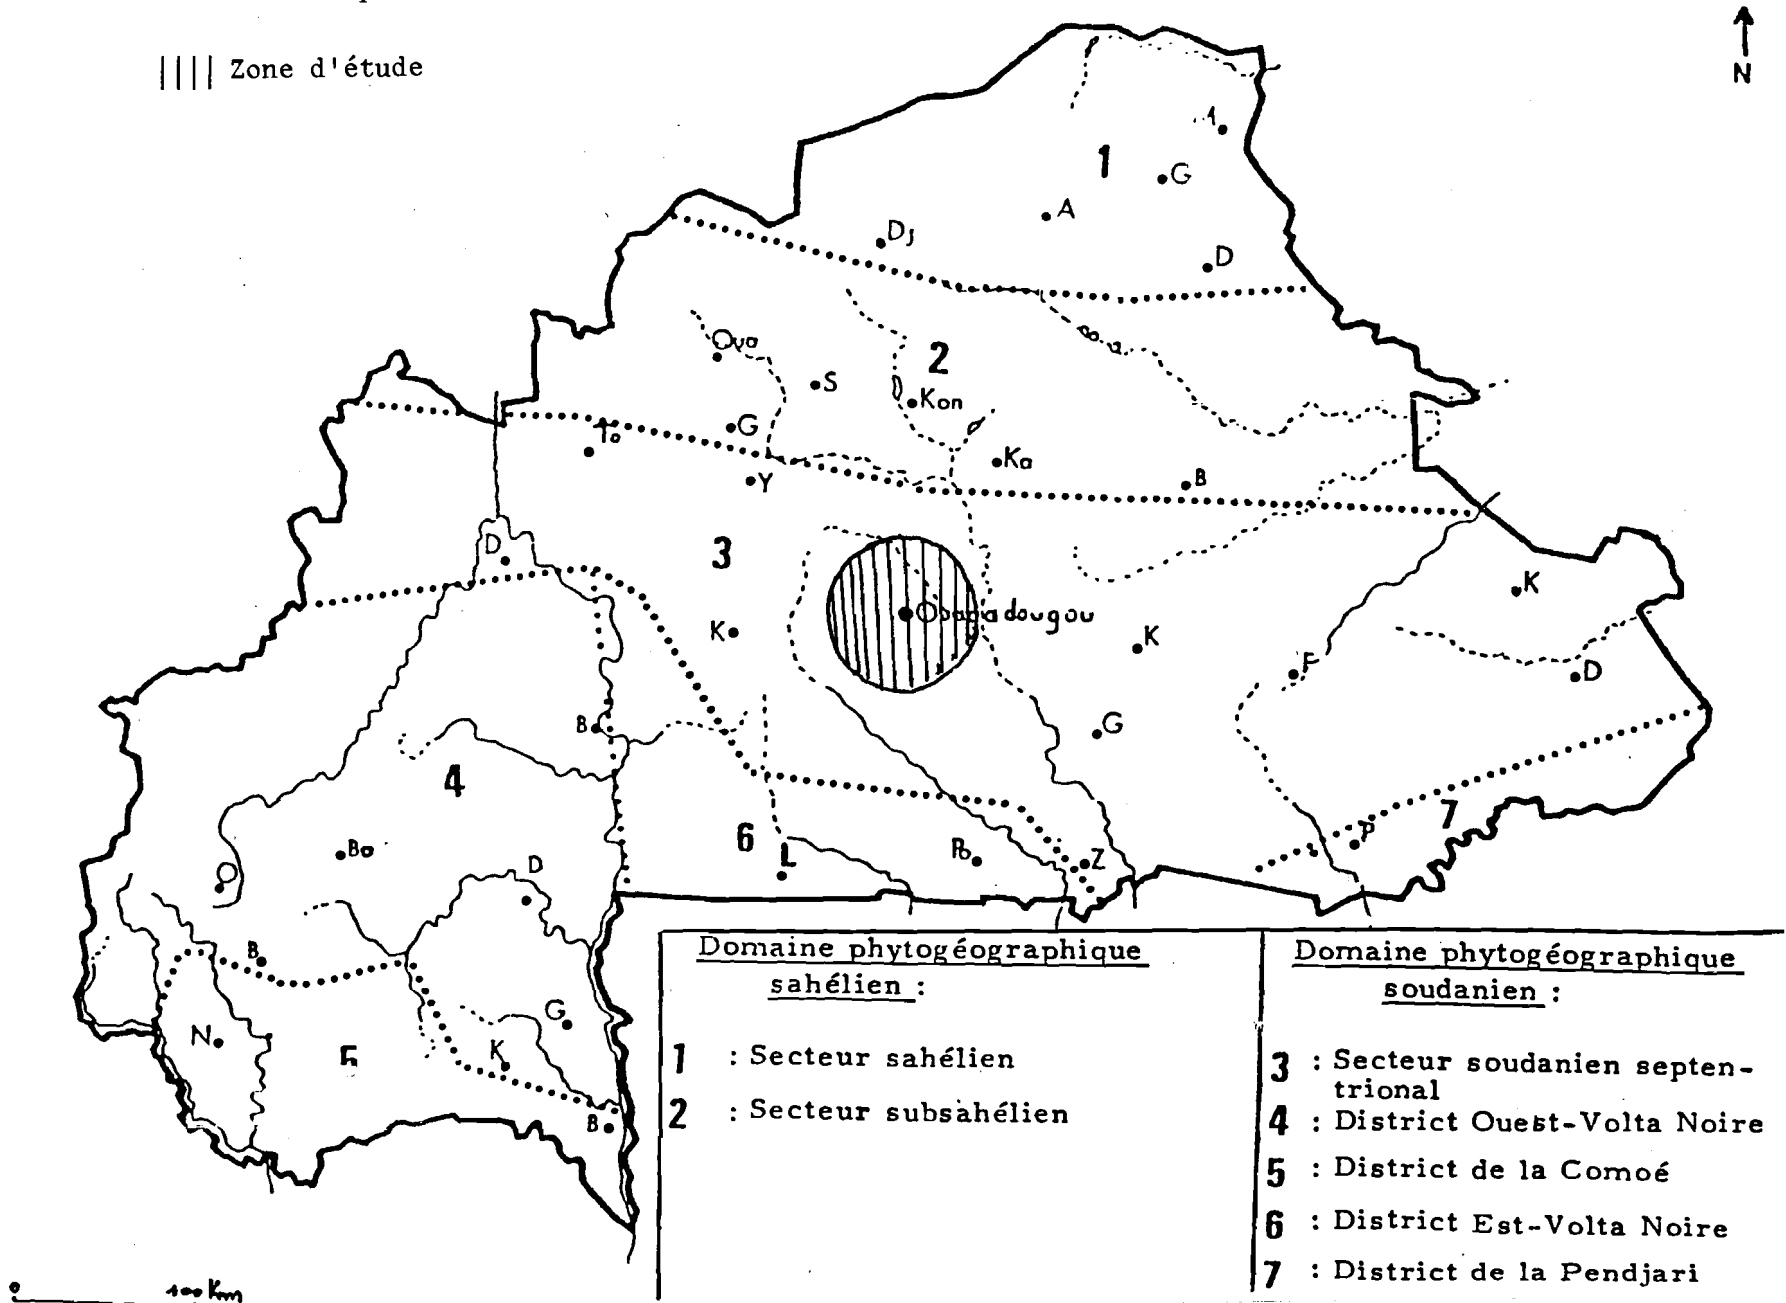 |||| Zone d'étude
N
1
G
A
Dj
D
2
S
Kon
G
To
Ka
Y
B
3
D
K
Ouagadougou
K
K
F
D
B
G
4
7
6
Bo
D
L
Po
Z
P
O
B
N
G
K
B
Domaine phytogéographique
sahélien :
1 : Secteur sahélien
2 : Secteur subsahélien
Domaine phytogéographique
soudanien :
3 : Secteur soudanien septen-
trional
4 : District Ouest-Volta Noire
5 : District de la Comoé
6 : District Est-Volta Noire
7 : District de la Pendjari
0 100 Km